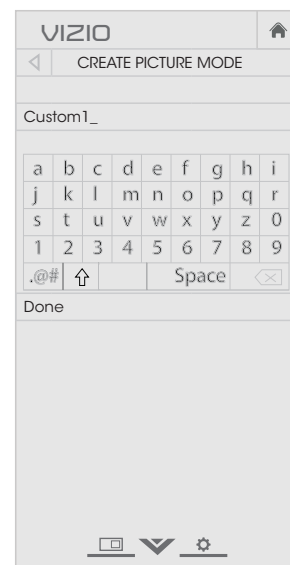 VIZIO
CREATE PICTURE MODE
Custom1_
a b c d e f g h i
j k l m n o p q r
s t u v w x y z 0
1 2 3 4 5 6 7 8 9
.@# Space
Done